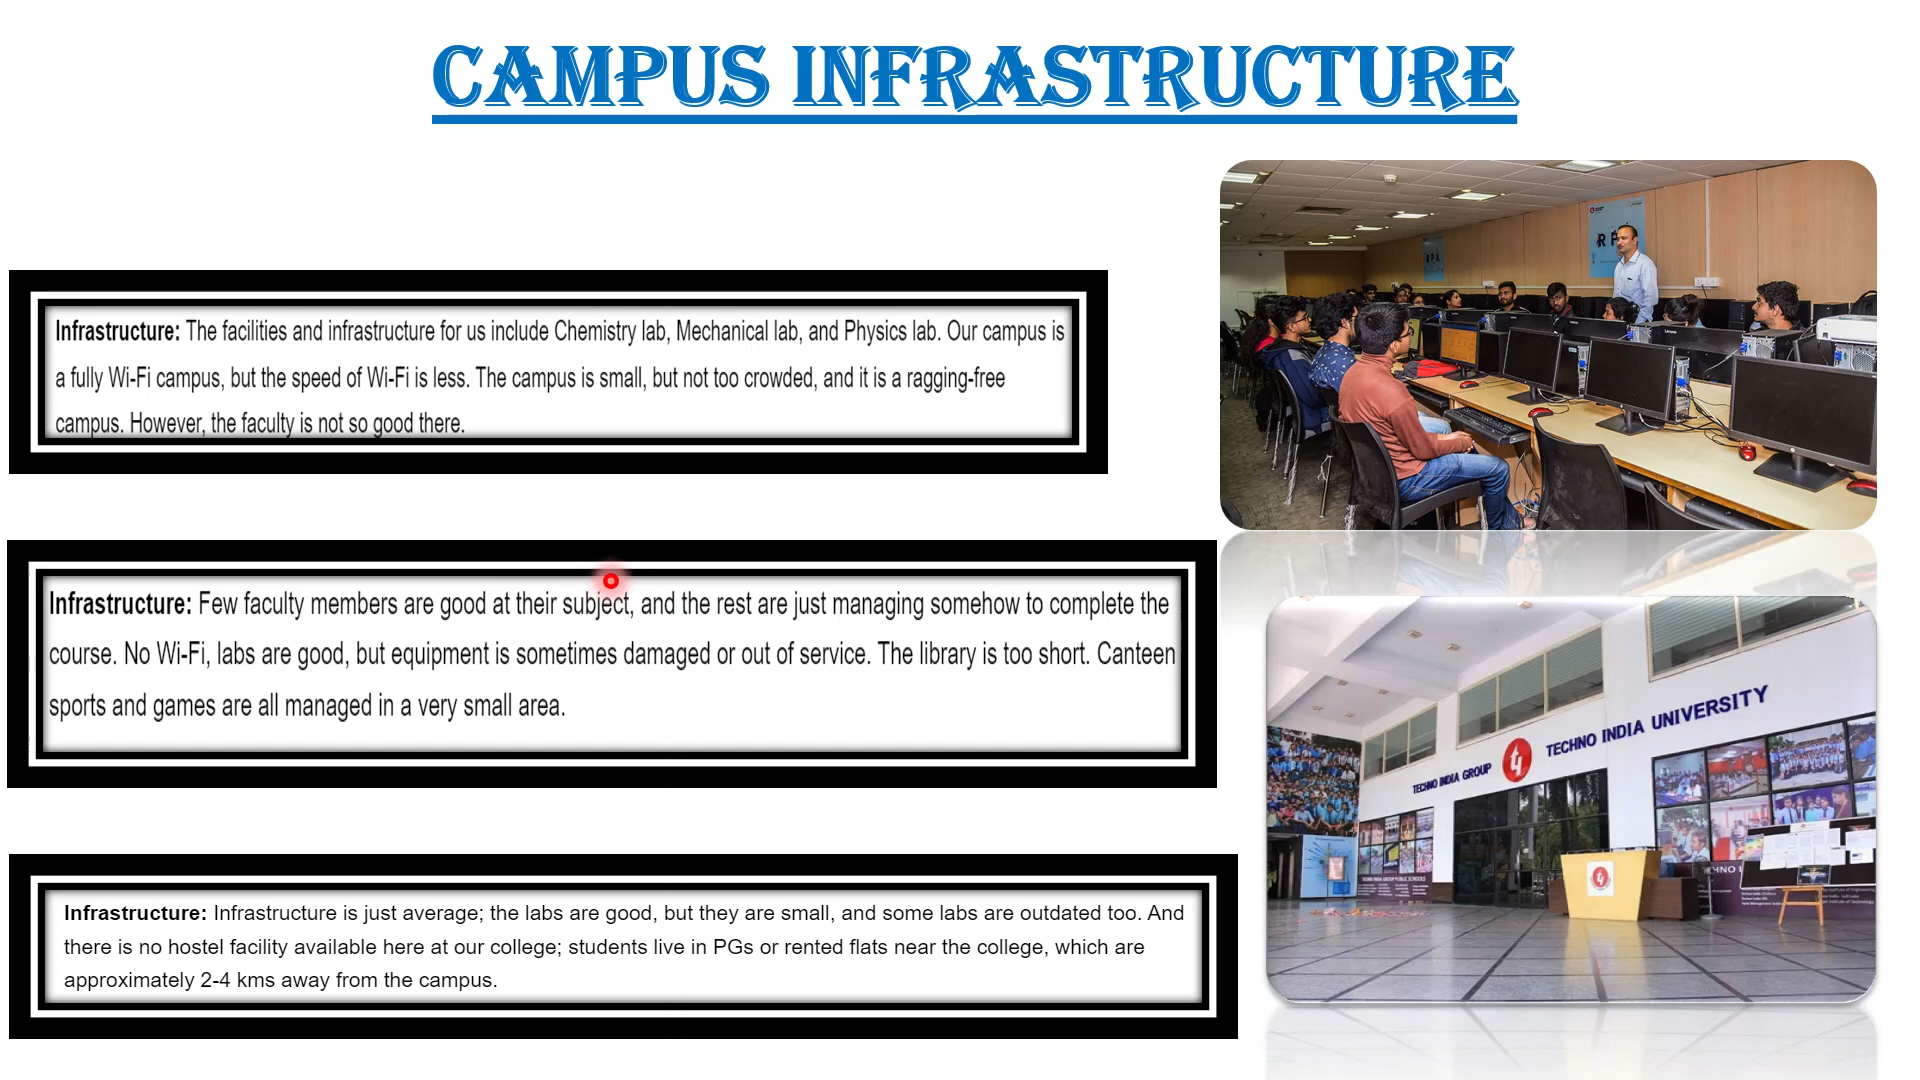 CAMPUS INFRASTRUCTURE
Infrastructure: The facilities and infrastructure for us include Chemistry lab, Mechanical lab, and Physics lab. Our campus is
a fully Wi-Fi campus, but the speed of Wi-Fi is less. The campus is small, but not too crowded, and it is a ragging-free
campus. However, the faculty is not so good there.
Infrastructure: Few faculty members are good at their subject, and the rest are just managing somehow to complete the
course. No Wi-Fi, labs are good, but equipment is sometimes damaged or out of service. The library is too short. Canteen
sports and games are all managed in a very small area.
Infrastructure: Infrastructure is just average; the labs are good, but they are small, and some labs are outdated too. And
there is no hostel facility available here at our college; students live in PGs or rented flats near the college, which are
approximately 2-4 kms away from the campus.
RPA
TECHNO INDIA GROUP
TECHNO INDIA UNIVERSITY
TECHNO INDIA GROUP PUBLIC SCHOOLS